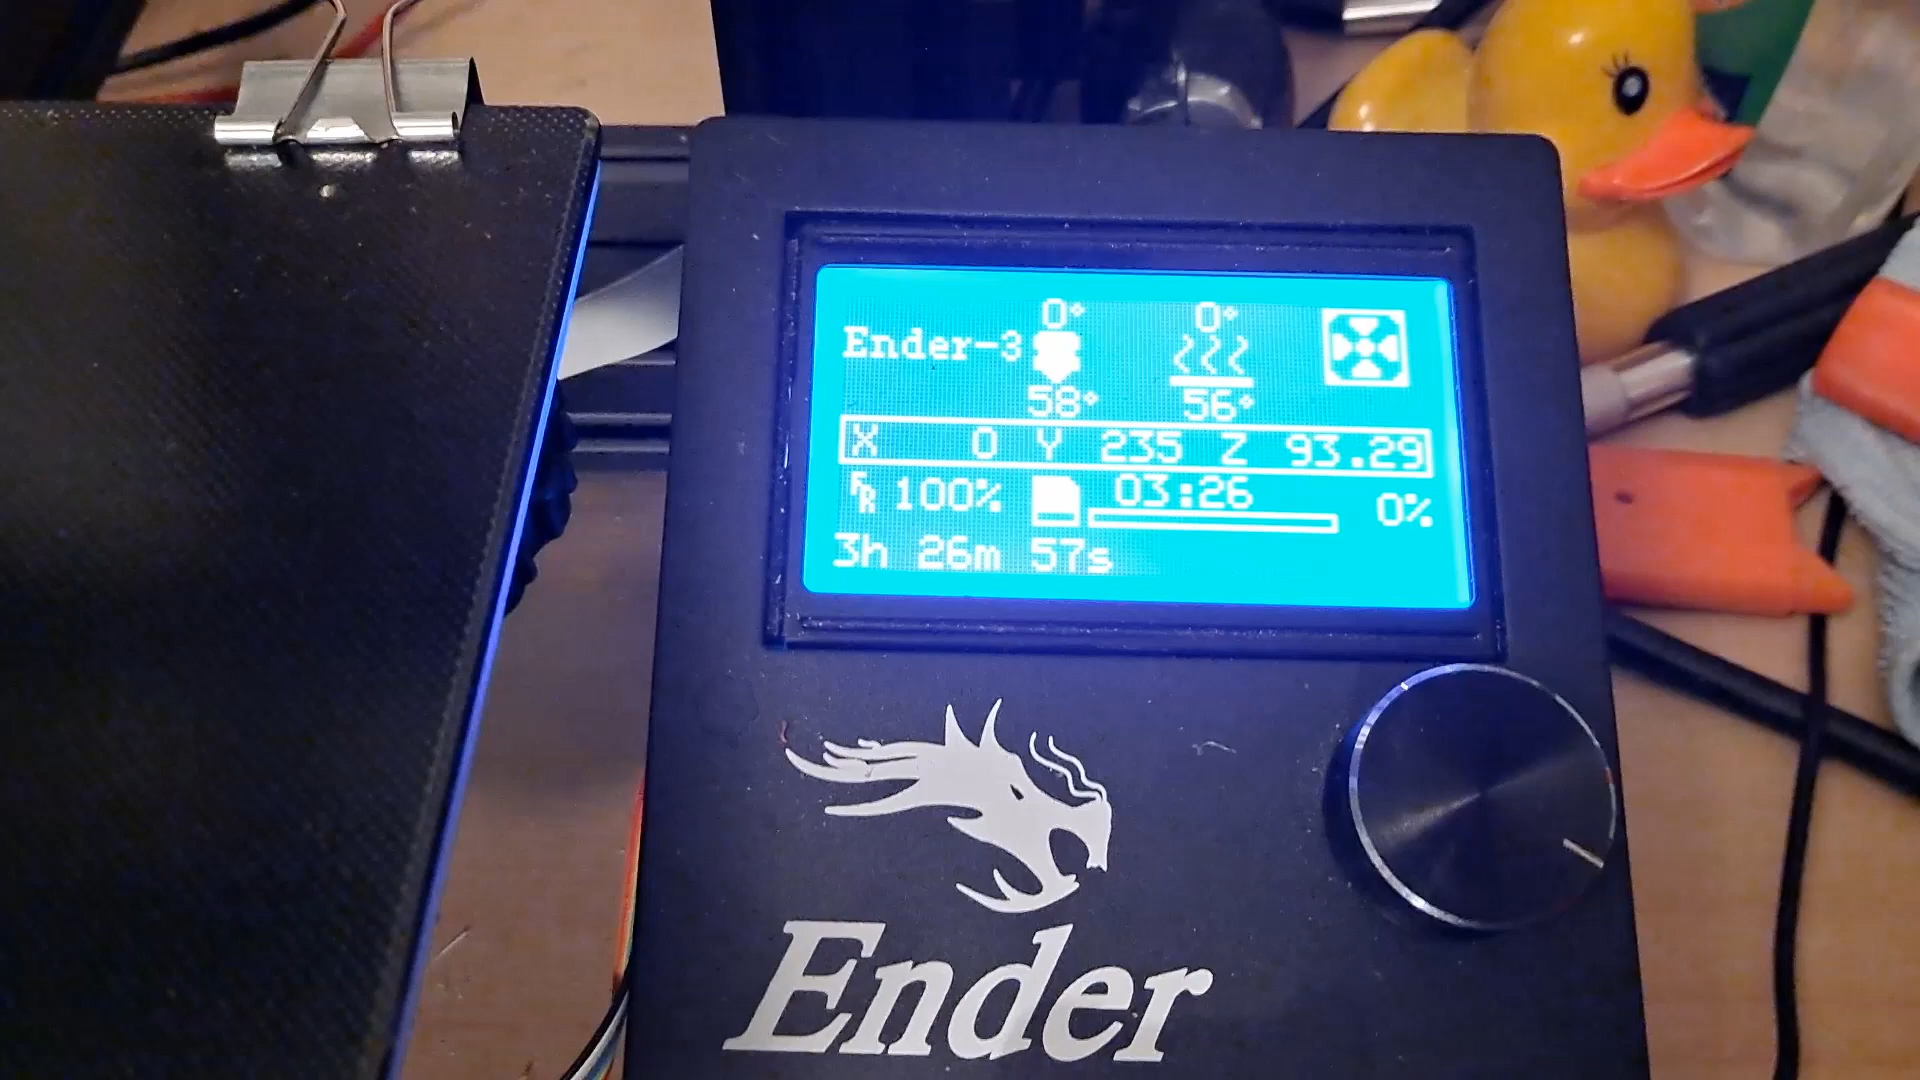 0° 0°
Ender-3
58° 56°
X 0 Y 235 Z 93.29
FR 100% 03:26 0%
3h 26m 57s
Ender